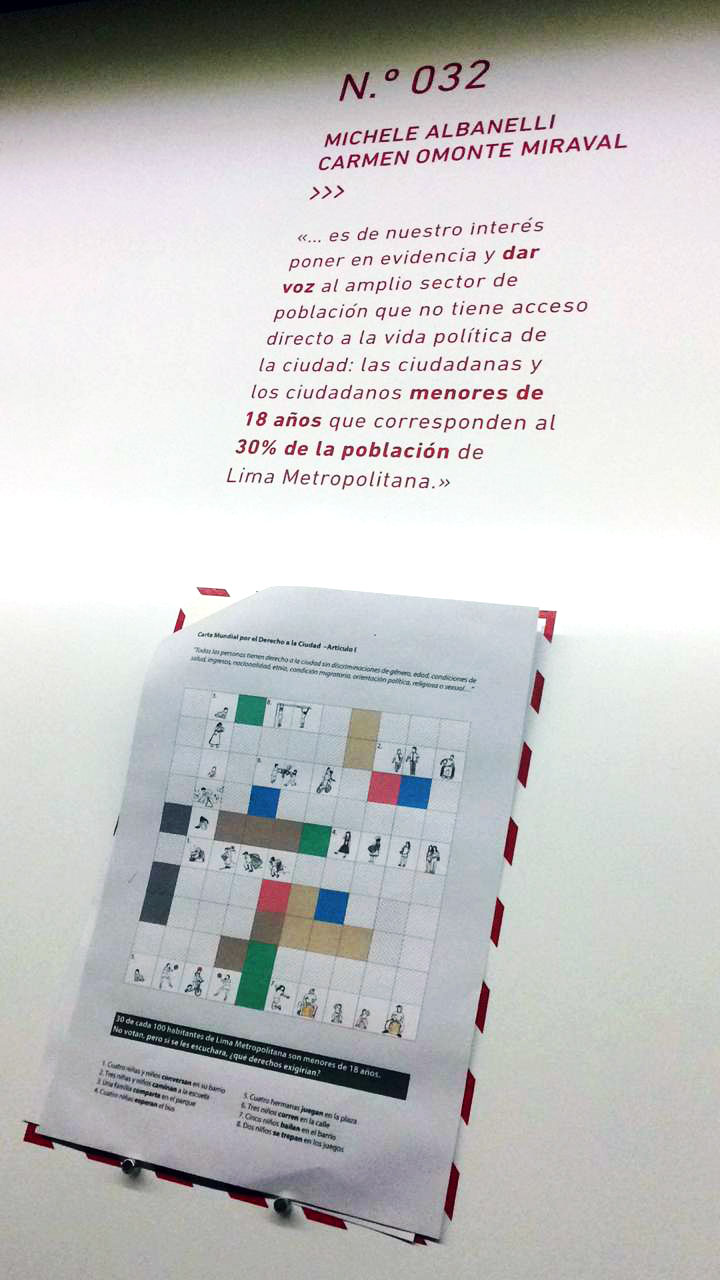 N.º 032
MICHELE ALBANELLI
CARMEN OMONTE MIRAVAL
>>>
«... es de nuestro interés
poner en evidencia y dar
voz al amplio sector de
población que no tiene acceso
directo a la vida política de
la ciudad: las ciudadanas y
los ciudadanos menores de
18 años que corresponden al
30% de la población de
Lima Metropolitana.»
Carta Mundial por el Derecho a la Ciudad -Artículo I
"Todas las personas tienen derecho a la ciudad sin discriminaciones de género, edad, condiciones de
salud, ingresos, nacionalidad, etnia, condición migratoria, orientación política, religiosa o sexual..."
30 de cada 100 habitantes de Lima Metropolitana son menores de 18 años.
No votan, pero si se les escuchara, ¿qué derechos exigirían?
1. Cuatro niñas y niños conversan en su barrio
2. Tres niñas y niños caminan a la escuela
3. Una familia comparte en el parque
4. Cuatro niñas esperan el bus
5. Cuatro hermanas juegan en la plaza
6. Tres niños corren en la calle
7. Cinco niños bailan en el barrio
8. Dos niños se trepan en los juegos